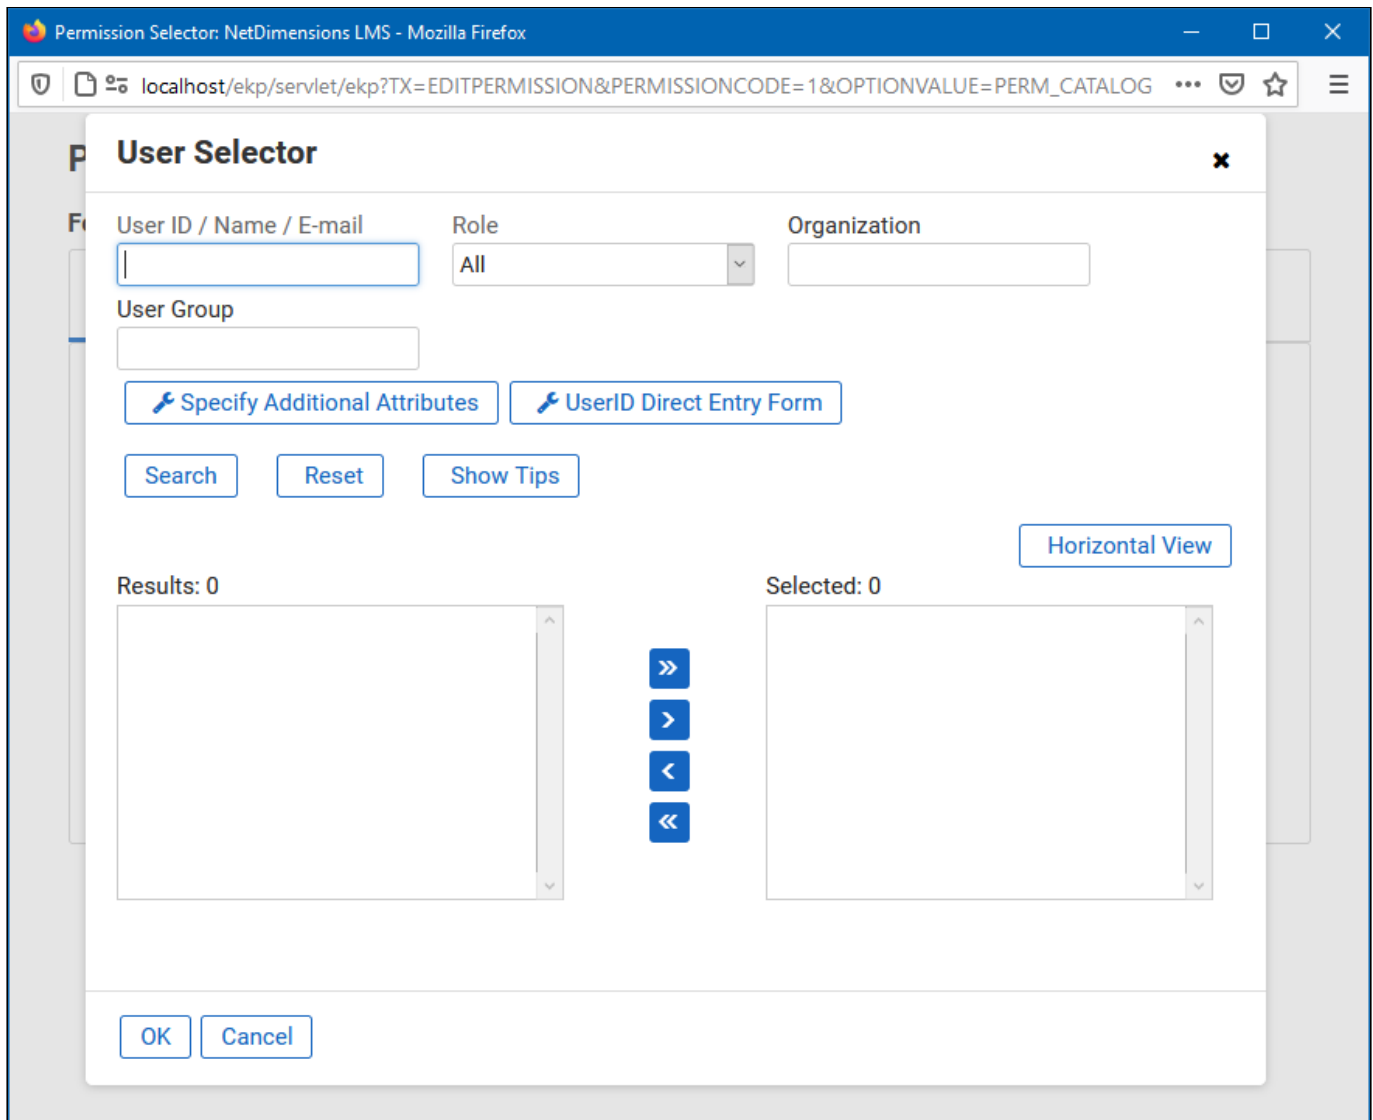 Permission Selector: NetDimensions LMS - Mozilla Firefox
localhost/ekp/servlet/ekp?TX=EDITPERMISSION&PERMISSIONCODE=1&OPTIONVALUE=PERM_CATALOG
User Selector
User ID / Name / E-mail Role Organization
All
User Group
Specify Additional Attributes UserID Direct Entry Form
Search Reset Show Tips
Horizontal View
Results: 0 Selected: 0
OK Cancel